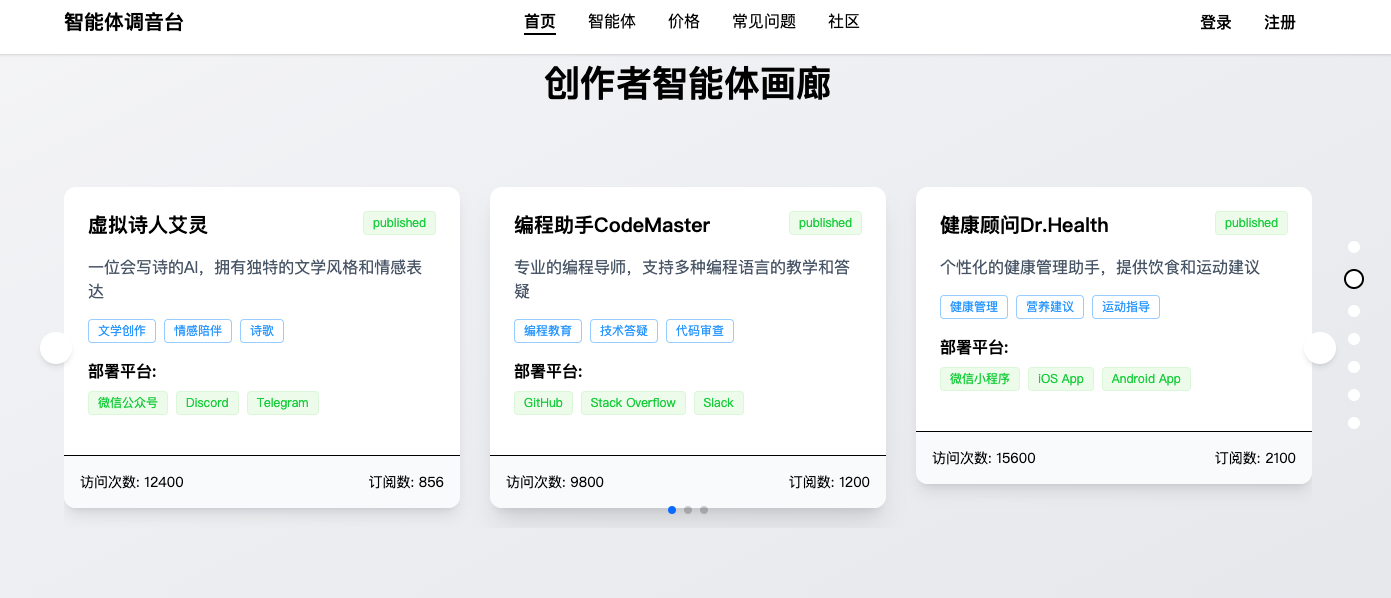 智能体调音台
首页 智能体 价格 常见问题 社区
登录 注册
创作者智能体画廊
虚拟诗人艾灵
published
一位会写诗的AI，拥有独特的文学风格和情感表
达
文学创作 情感陪伴 诗歌
部署平台:
微信公众号 Discord Telegram
访问次数: 12400 订阅数: 856
编程助手CodeMaster
published
专业的编程导师，支持多种编程语言的教学和答
疑
编程教育 技术答疑 代码审查
部署平台:
GitHub Stack Overflow Slack
访问次数: 9800 订阅数: 1200
健康顾问Dr.Health
published
个性化的健康管理助手，提供饮食和运动建议
健康管理 营养建议 运动指导
部署平台:
微信小程序 iOS App Android App
访问次数: 15600 订阅数: 2100